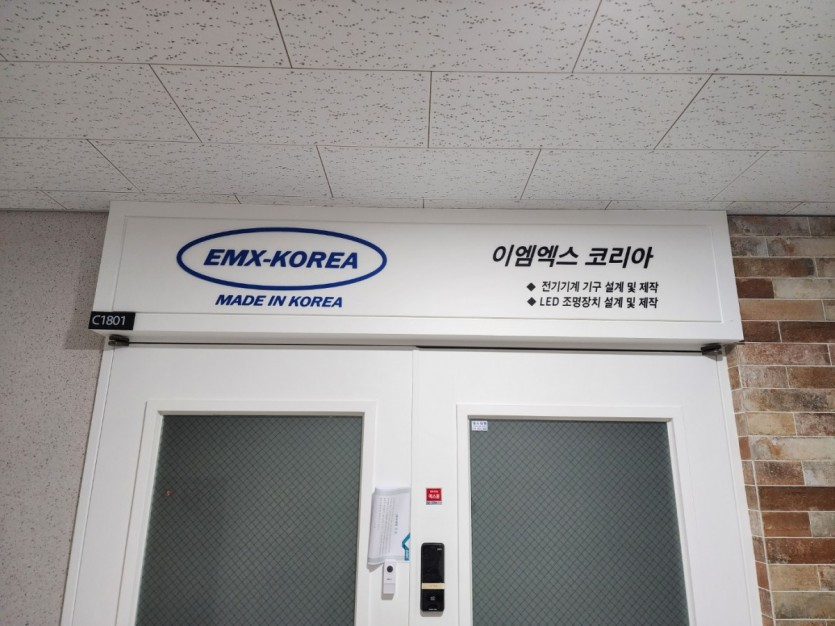 EMX-KOREA
MADE IN KOREA
이엠엑스 코리아
◆ 전기기계 기구 설계 및 제작
◆ LED 조명장치 설계 및 제작
C1801